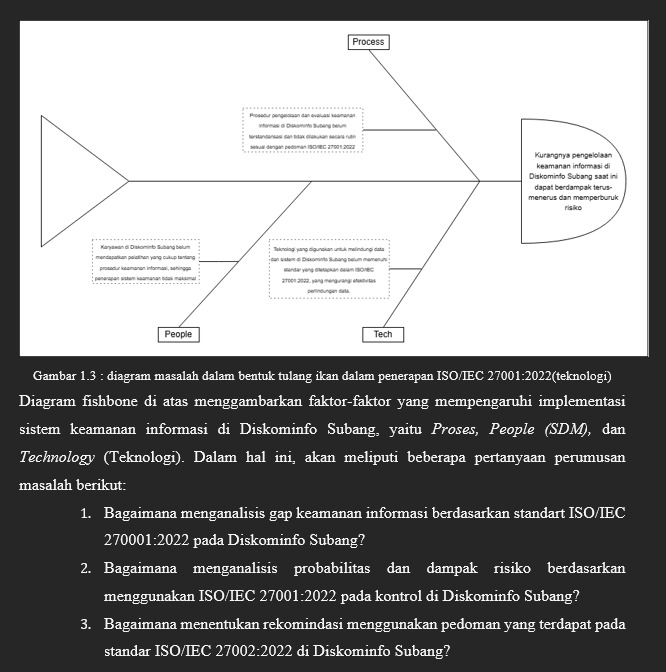 Process
Prosedur pengelolaan dan evaluasi keamanan
informasi di Diskominfo Subang belum
terstandarisasi dan tidak dilakukan secara rutin
sesuai dengan pedoman ISO/IEC 27001:2022
Kurangnya pengelolaan
keamanan informasi di
Diskominfo Subang saat ini
dapat berdampak terus-
menerus dan memperburuk
risiko
Karyawan di Diskominfo Subang belum
mendapatkan pelatihan yang cukup tentang
prosedur keamanan informasi, sehingga
penerapan sistem keamanan tidak maksimal
Teknologi yang digunakan untuk melindungi data
dan sistem di Diskominfo Subang belum memenuhi
standar yang ditetapkan dalam ISO/IEC
27001:2022, yang mengurangi efektivitas
perlindungan data.
People
Tech
Gambar 1.3 : diagram masalah dalam bentuk tulang ikan dalam penerapan ISO/IEC 27001:2022(teknologi)
Diagram fishbone di atas menggambarkan faktor-faktor yang mempengaruhi implementasi
sistem keamanan informasi di Diskominfo Subang, yaitu Proses, People (SDM), dan
Technology (Teknologi). Dalam hal ini, akan meliputi beberapa pertanyaan perumusan
masalah berikut:
1. Bagaimana menganalisis gap keamanan informasi berdasarkan standart ISO/IEC
270001:2022 pada Diskominfo Subang?
2. Bagaimana menganalisis probabilitas dan dampak risiko berdasarkan
menggunakan ISO/IEC 27001:2022 pada kontrol di Diskominfo Subang?
3. Bagaimana menentukan rekomindasi menggunakan pedoman yang terdapat pada
standar ISO/IEC 27002:2022 di Diskominfo Subang?